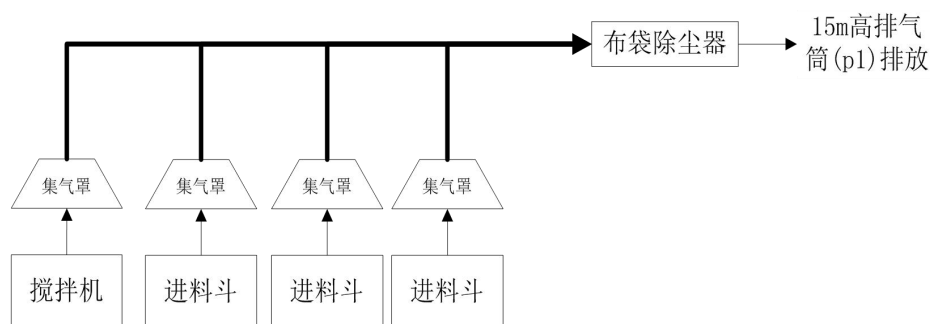 布袋除尘器
15m高排气
筒(p1)排放
集气罩
集气罩
集气罩
集气罩
搅拌机
进料斗
进料斗
进料斗